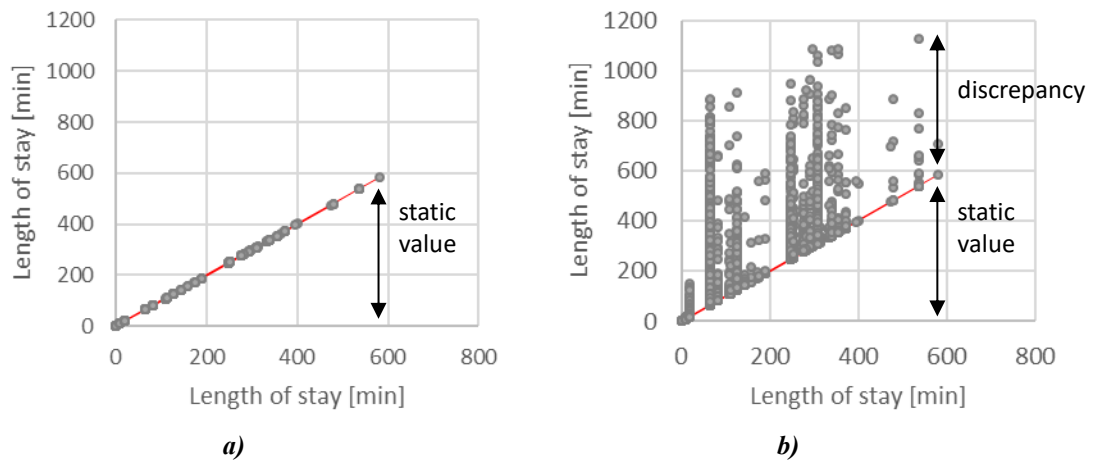 1200
1000
800
600
400
200
0
0 200 400 600 800
Length of stay [min]
Length of stay [min]
static
value
a)
1200
1000
800
600
400
200
0
0 200 400 600 800
Length of stay [min]
Length of stay [min]
discrepancy
static
value
b)